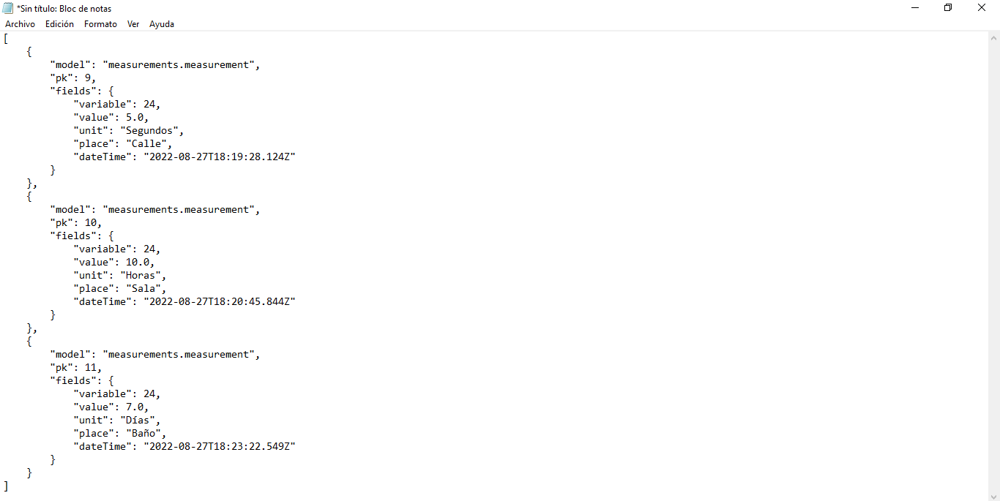 *Sin título: Bloc de notas
Archivo Edición Formato Ver Ayuda
[
    {
        "model": "measurements.measurement",
        "pk": 9,
        "fields": {
            "variable": 24,
            "value": 5.0,
            "unit": "Segundos",
            "place": "Calle",
            "dateTime": "2022-08-27T18:19:28.124Z"
        }
    },
    {
        "model": "measurements.measurement",
        "pk": 10,
        "fields": {
            "variable": 24,
            "value": 10.0,
            "unit": "Horas",
            "place": "Sala",
            "dateTime": "2022-08-27T18:20:45.844Z"
        }
    },
    {
        "model": "measurements.measurement",
        "pk": 11,
        "fields": {
            "variable": 24,
            "value": 7.0,
            "unit": "Días",
            "place": "Baño",
            "dateTime": "2022-08-27T18:23:22.549Z"
        }
    }
]